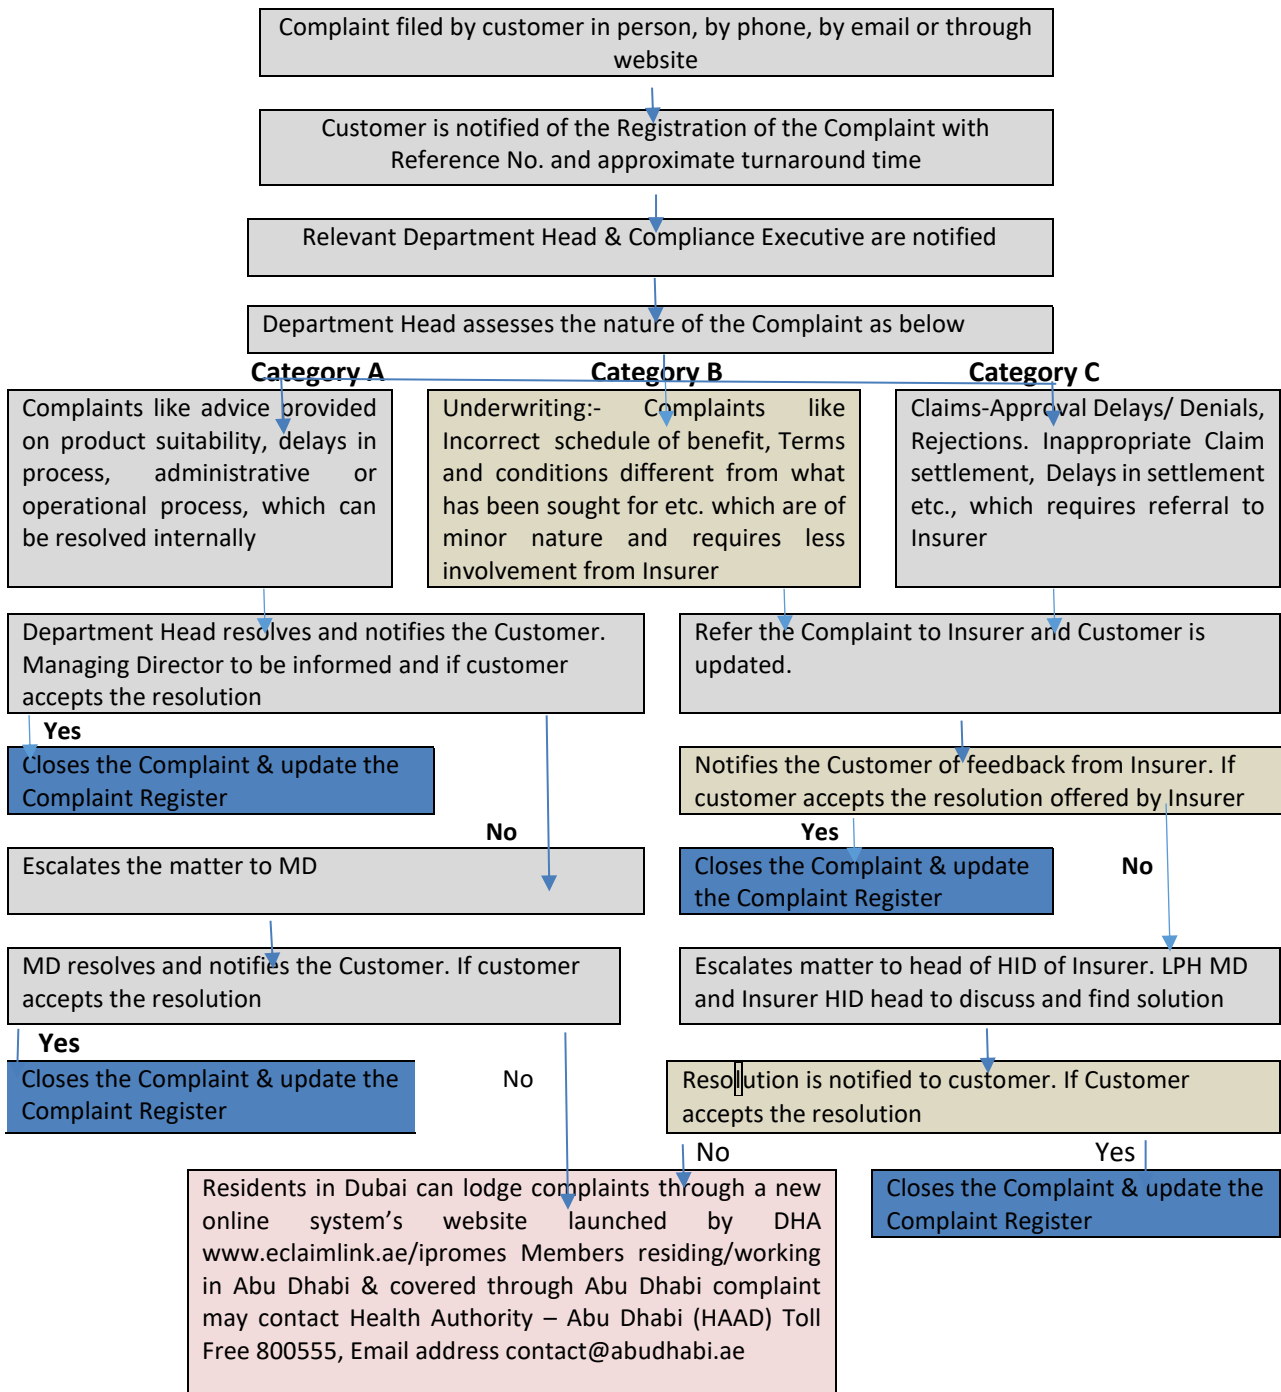 Complaint filed by customer in person, by phone, by email or through
website
Customer is notified of the Registration of the Complaint with
Reference No. and approximate turnaround time
Relevant Department Head & Compliance Executive are notified
Department Head assesses the nature of the Complaint as below
Category A
Category B
Category C
Complaints like advice provided
on product suitability, delays in
process, administrative or
operational process, which can
be resolved internally
Underwriting:- Complaints like
Incorrect schedule of benefit, Terms
and conditions different from what
has been sought for etc. which are of
minor nature and requires less
involvement from Insurer
Claims-Approval Delays/ Denials,
Rejections. Inappropriate Claim
settlement, Delays in settlement
etc., which requires referral to
Insurer
Department Head resolves and notifies the Customer.
Managing Director to be informed and if customer
accepts the resolution
Refer the Complaint to Insurer and Customer is
updated.
Yes
Closes the Complaint & update the
Complaint Register
Notifies the Customer of feedback from Insurer. If
customer accepts the resolution offered by Insurer
No
Yes
Escalates the matter to MD
Closes the Complaint & update
the Complaint Register
No
MD resolves and notifies the Customer. If customer
accepts the resolution
Escalates matter to head of HID of Insurer. LPH MD
and Insurer HID head to discuss and find solution
Yes
Closes the Complaint & update the
Complaint Register
No
Resolution is notified to customer. If Customer
accepts the resolution
No
Yes
Residents in Dubai can lodge complaints through a new
online system’s website launched by DHA
www.eclaimlink.ae/ipromes Members residing/working
in Abu Dhabi & covered through Abu Dhabi complaint
may contact Health Authority – Abu Dhabi (HAAD) Toll
Free 800555, Email address contact@abudhabi.ae
Closes the Complaint & update the
Complaint Register